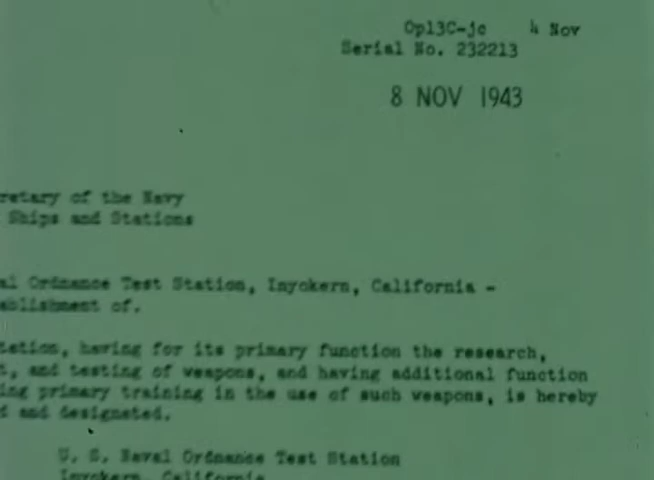 Op13C-jc 4 Nov
Serial No. 232213
8 NOV 1943
retary of the Navy
Ships and Stations
al Ordnance Test Station, Inyokern, California -
ablishment of.
tation, having for its primary function the research,
t, and testing of weapons, and having additional function
ing primary training in the use of such weapons, is hereby
d and designated.
U. S. Naval Ordnance Test Station
Inyokern, California